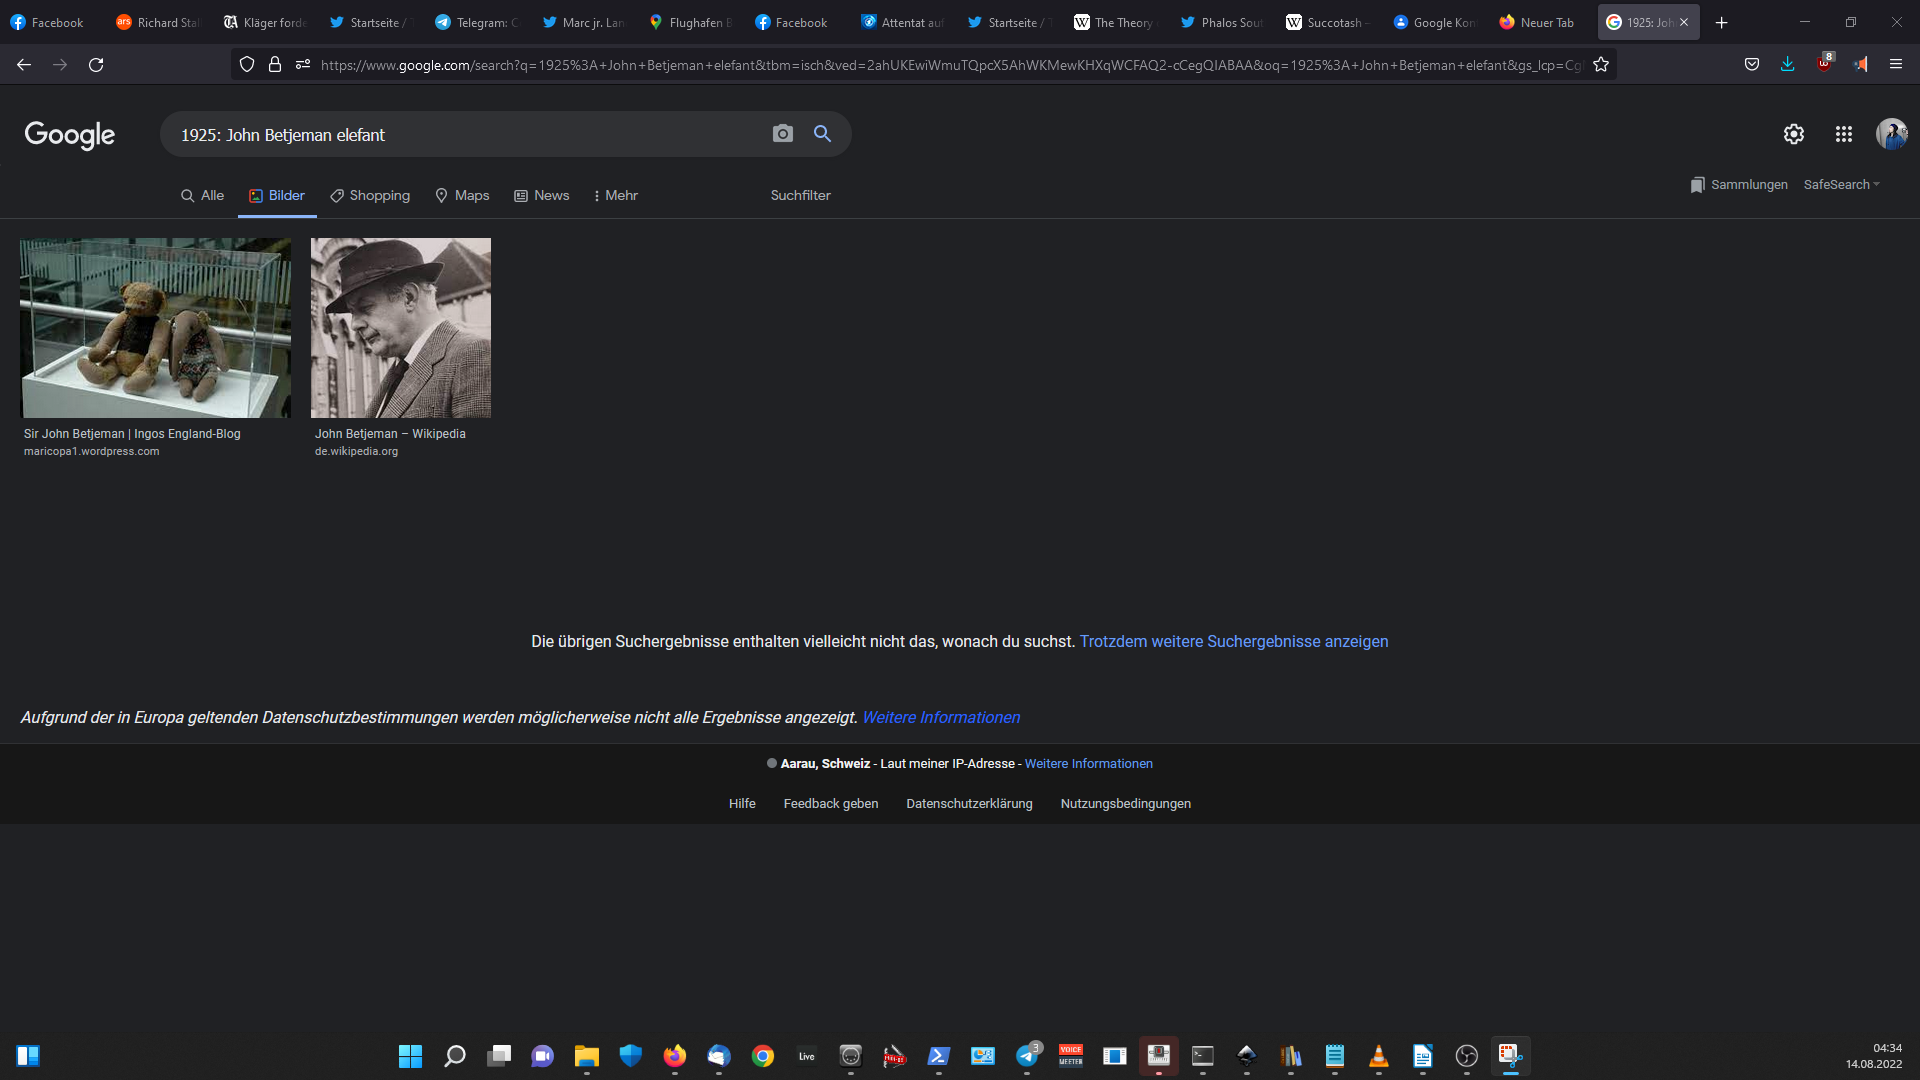 Facebook
Richard Stal
Kläger forde
Startseite / T
Telegram: C
Marc jr. Lan
Flughafen B
Facebook
Attentat auf
Startseite / T
The Theory
Phalos Sout
Succotash –
Google Kon
Neuer Tab
1925: Joh
https://www.google.com/search?q=1925%3A+John+Betjeman+elefant&tbm=isch&ved=2ahUKEwiWmuTQpcX5AhWKMewKHXqWCFAQ2-cCegQIABAA&oq=1925%3A+John+Betjeman+elefant&gs_lcp=Cg
8
Google
1925: John Betjeman elefant
Alle
Bilder
Shopping
Maps
News
Mehr
Suchfilter
Sammlungen
SafeSearch
Sir John Betjeman | Ingos England-Blog
maricopa1.wordpress.com
John Betjeman – Wikipedia
de.wikipedia.org
Die übrigen Suchergebnisse enthalten vielleicht nicht das, wonach du suchst. Trotzdem weitere Suchergebnisse anzeigen
Aufgrund der in Europa geltenden Datenschutzbestimmungen werden möglicherweise nicht alle Ergebnisse angezeigt. Weitere Informationen
Aarau, Schweiz - Laut meiner IP-Adresse - Weitere Informationen
Hilfe
Feedback geben
Datenschutzerklärung
Nutzungsbedingungen
Live
3
VOICE
MEETER
04:34
14.08.2022